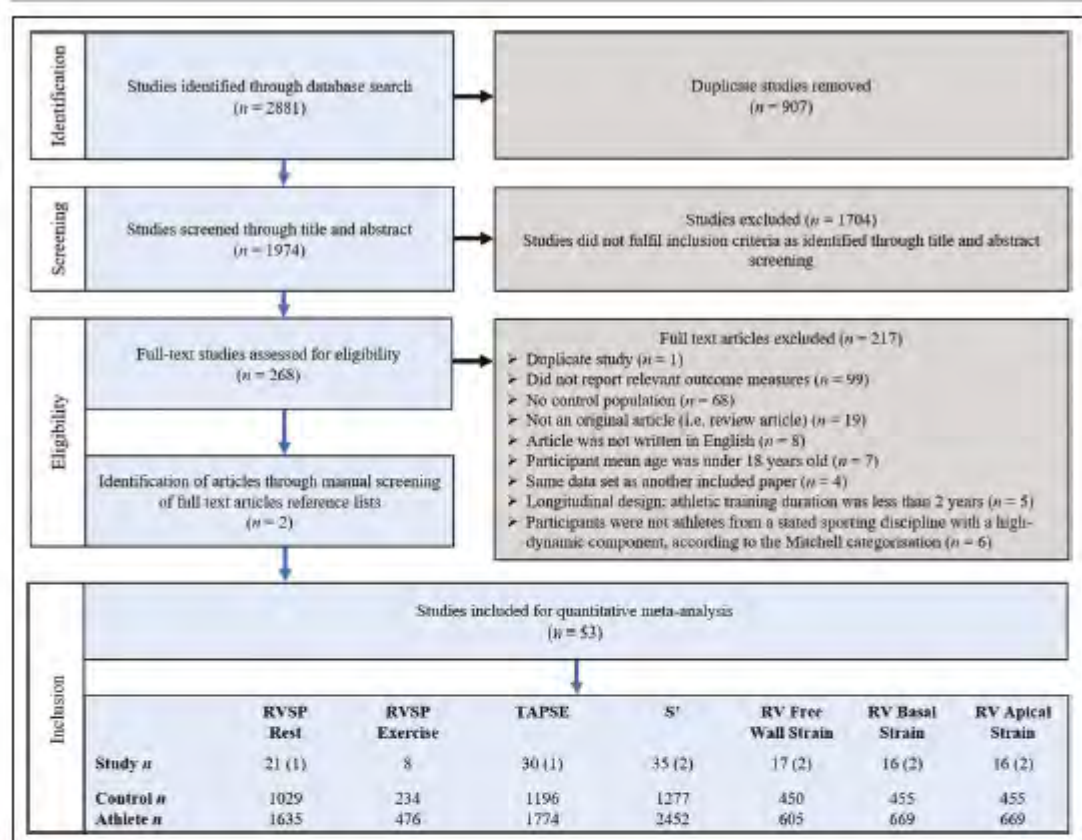 Identification
Studies identified through database search
(n = 2881)
Duplicate studies removed
(n = 907)
Screening
Studies screened through title and abstract
(n = 1974)
Studies excluded (n = 1704)
Studies did not fulfil inclusion criteria as identified through title and abstract
screening
Eligibility
Full-text studies assessed for eligibility
(n = 268)
Identification of articles through manual screening
of full text articles reference lists
(n = 2)
Full text articles excluded (n = 217)
➢ Duplicate study (n = 1)
➢ Did not report relevant outcome measures (n = 99)
➢ No control population (n = 68)
➢ Not an original article (i.e. review article) (n = 19)
➢ Article was not written in English (n = 8)
➢ Participant mean age was under 18 years old (n = 7)
➢ Same data set as another included paper (n = 4)
➢ Longitudinal design: athletic training duration was less than 2 years (n = 5)
➢ Participants were not athletes from a stated sporting discipline with a high-
dynamic component, according to the Mitchell categorisation (n = 6)
Inclusion
Studies included for quantitative meta-analysis
(n = 53)
RVSP RVSP TAPSE S' RV Free RV Basal RV Apical
Rest Exercise Wall Strain Strain Strain
Study n 21 (1) 8 30 (1) 35 (2) 17 (2) 16 (2) 16 (2)
Control n 1029 234 1196 1277 450 455 455
Athlete n 1635 476 1774 2452 605 669 669